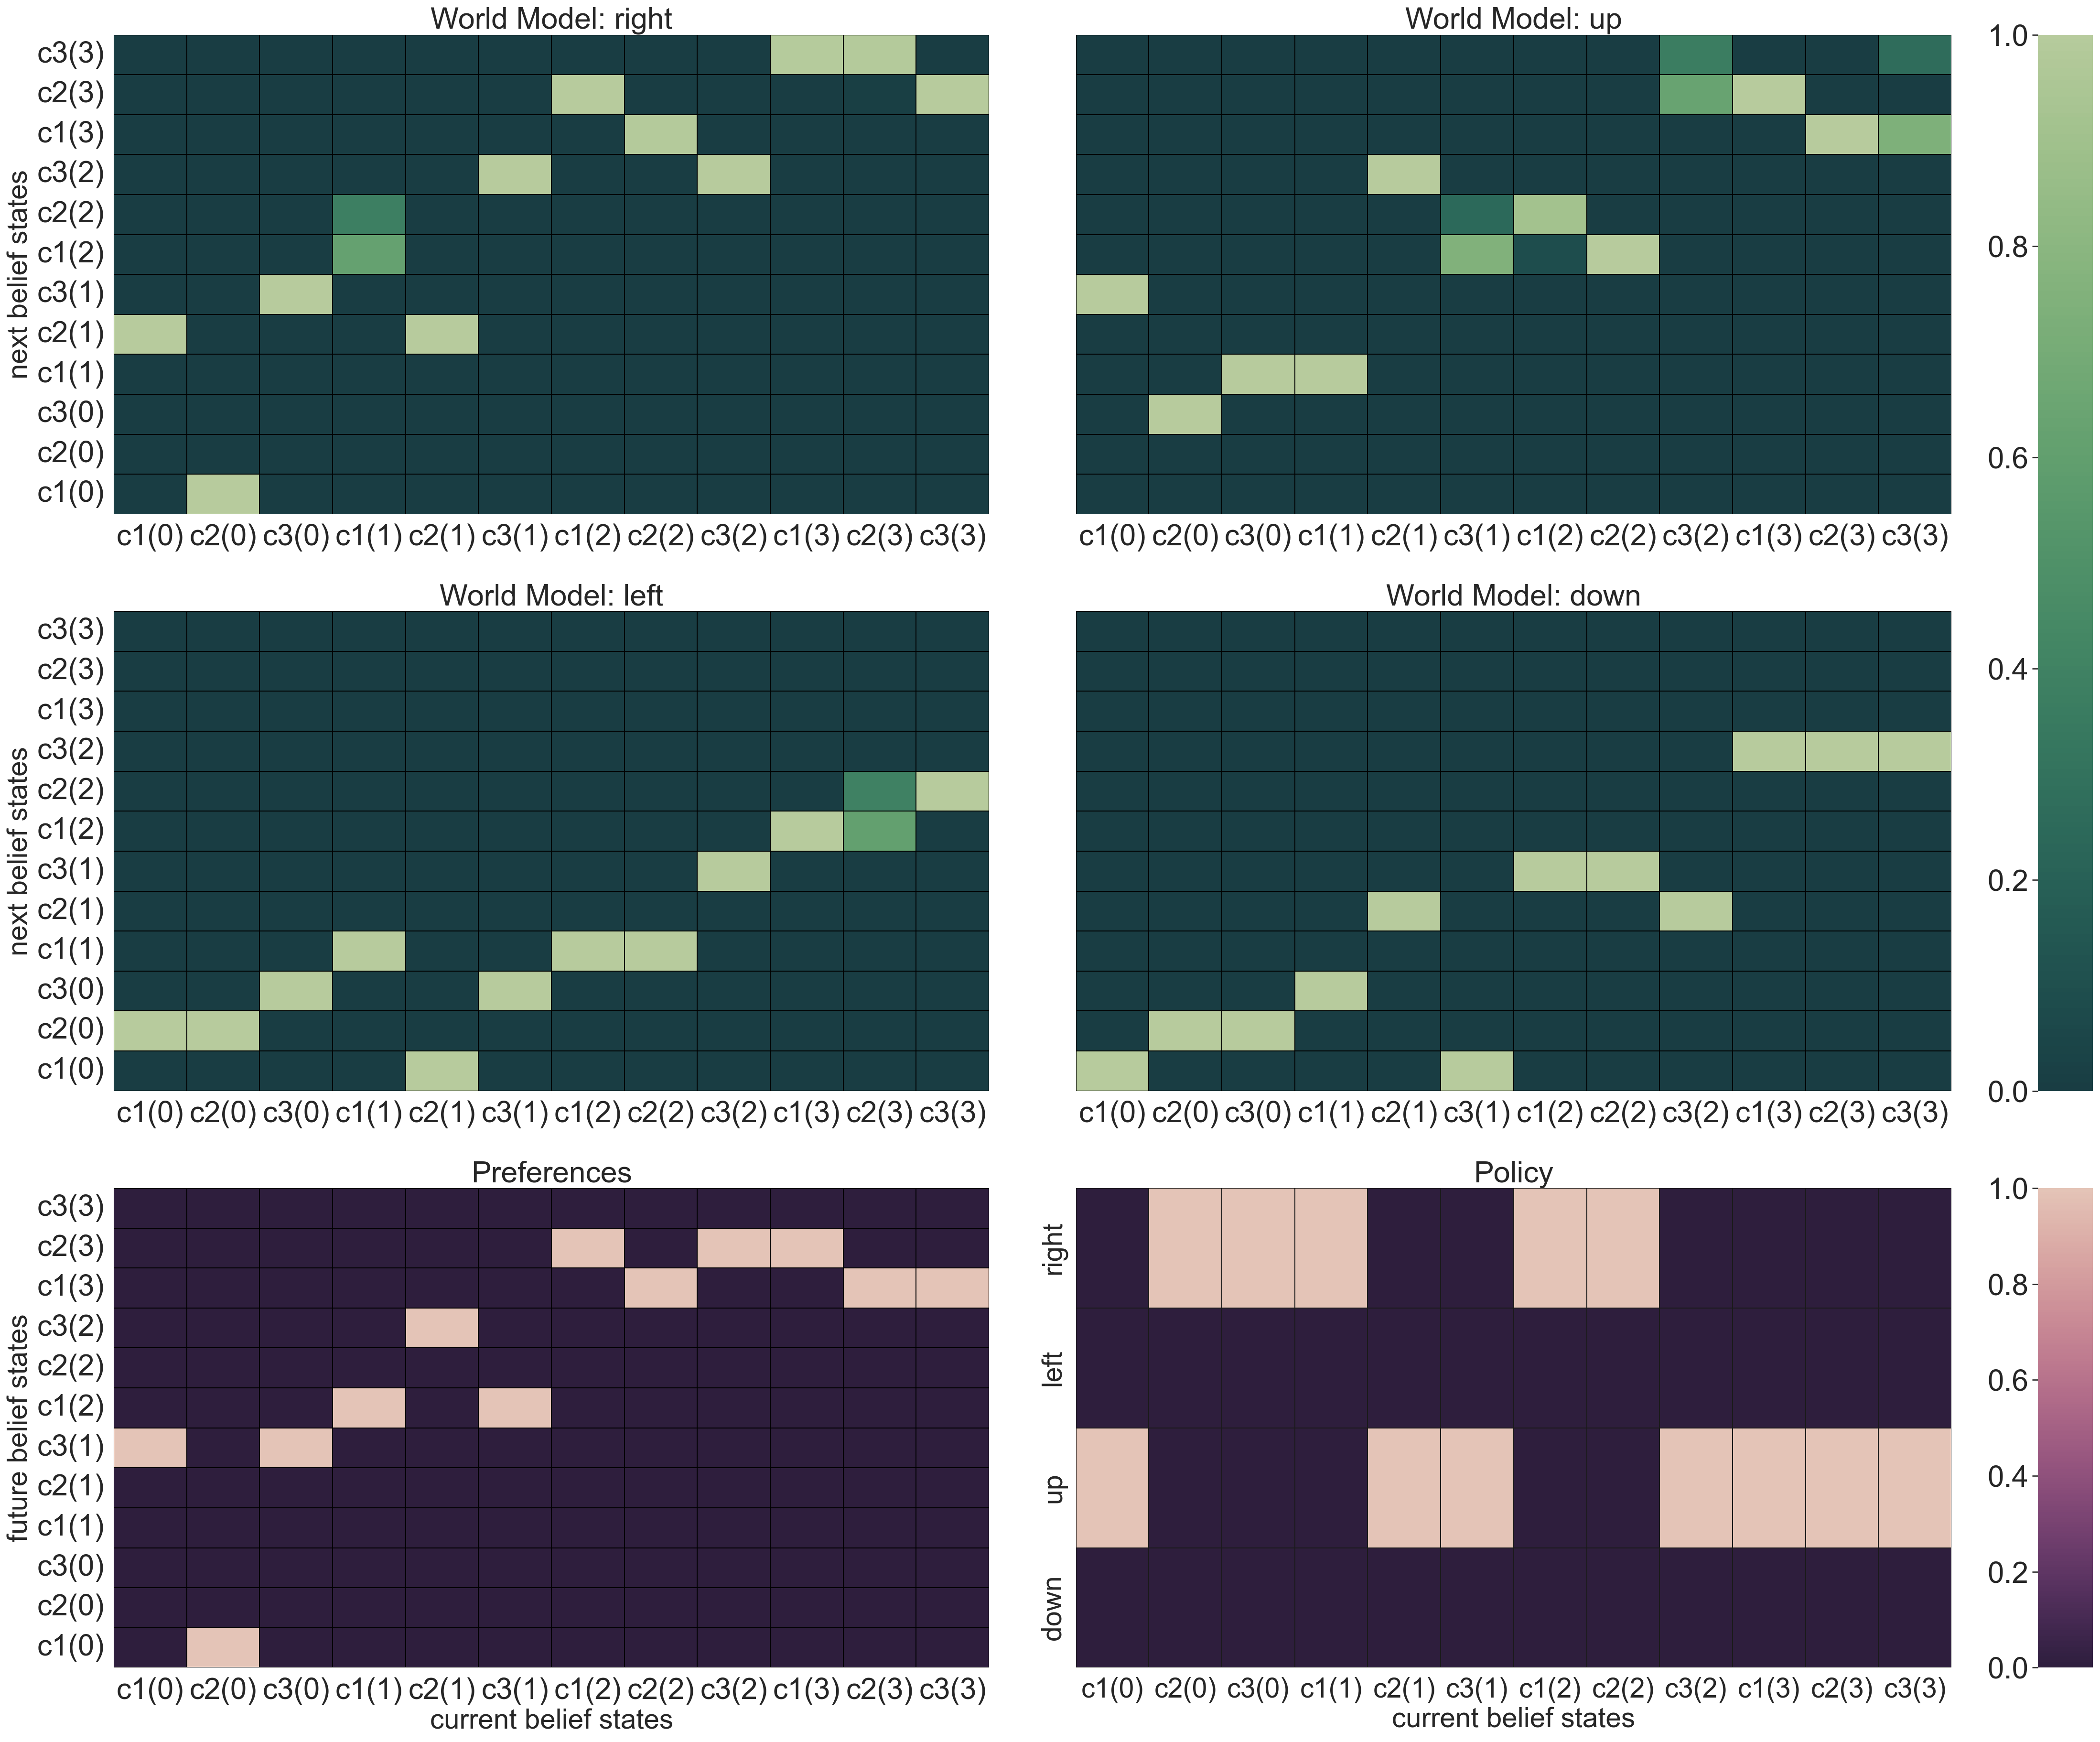 World Model: right
World Model: up
next belief states
c3(3)
c2(3)
c1(3)
c3(2)
c2(2)
c1(2)
c3(1)
c2(1)
c1(1)
c3(0)
c2(0)
c1(0)
c1(0) c2(0) c3(0) c1(1) c2(1) c3(1) c1(2) c2(2) c3(2) c1(3) c2(3) c3(3)
c1(0) c2(0) c3(0) c1(1) c2(1) c3(1) c1(2) c2(2) c3(2) c1(3) c2(3) c3(3)
World Model: left
World Model: down
next belief states
c3(3)
c2(3)
c1(3)
c3(2)
c2(2)
c1(2)
c3(1)
c2(1)
c1(1)
c3(0)
c2(0)
c1(0)
c1(0) c2(0) c3(0) c1(1) c2(1) c3(1) c1(2) c2(2) c3(2) c1(3) c2(3) c3(3)
c1(0) c2(0) c3(0) c1(1) c2(1) c3(1) c1(2) c2(2) c3(2) c1(3) c2(3) c3(3)
1.0
0.8
0.6
0.4
0.2
0.0
Preferences
future belief states
c3(3)
c2(3)
c1(3)
c3(2)
c2(2)
c1(2)
c3(1)
c2(1)
c1(1)
c3(0)
c2(0)
c1(0)
c1(0) c2(0) c3(0) c1(1) c2(1) c3(1) c1(2) c2(2) c3(2) c1(3) c2(3) c3(3)
current belief states
Policy
right
left
up
down
c1(0) c2(0) c3(0) c1(1) c2(1) c3(1) c1(2) c2(2) c3(2) c1(3) c2(3) c3(3)
current belief states
1.0
0.8
0.6
0.4
0.2
0.0